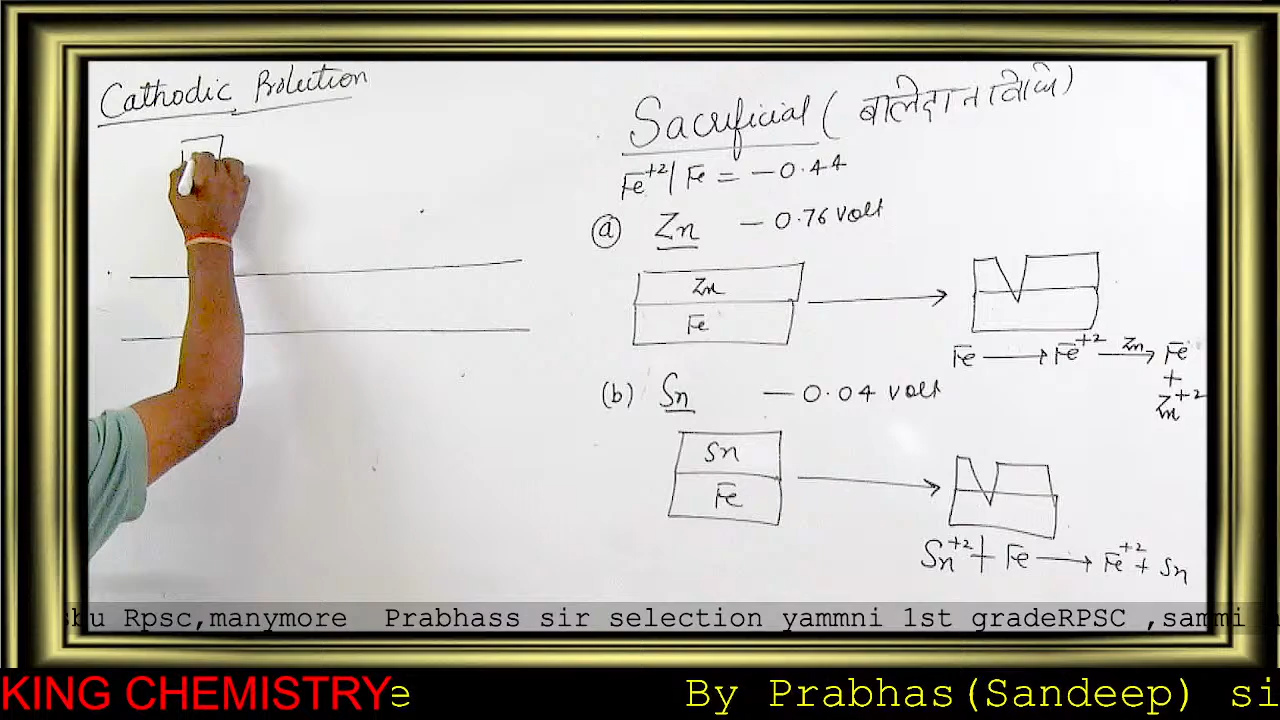 Cathodic Protection
Sacrificial (बलिदान विधि)
Fe+2/Fe = -0.44
(a) Zn -0.76 volt
Zn
Fe
Fe → Fe+2 Zn→ Fe
+
Zn+2
(b) Sn -0.04 volt
Sn
Fe
Sn+2 + Fe → Fe+2 + Sn
bu Rpsc,manymore Prabhass sir selection yammni 1st gradeRPSC ,sammi
KING CHEMISTRY e By Prabhas(Sandeep) si